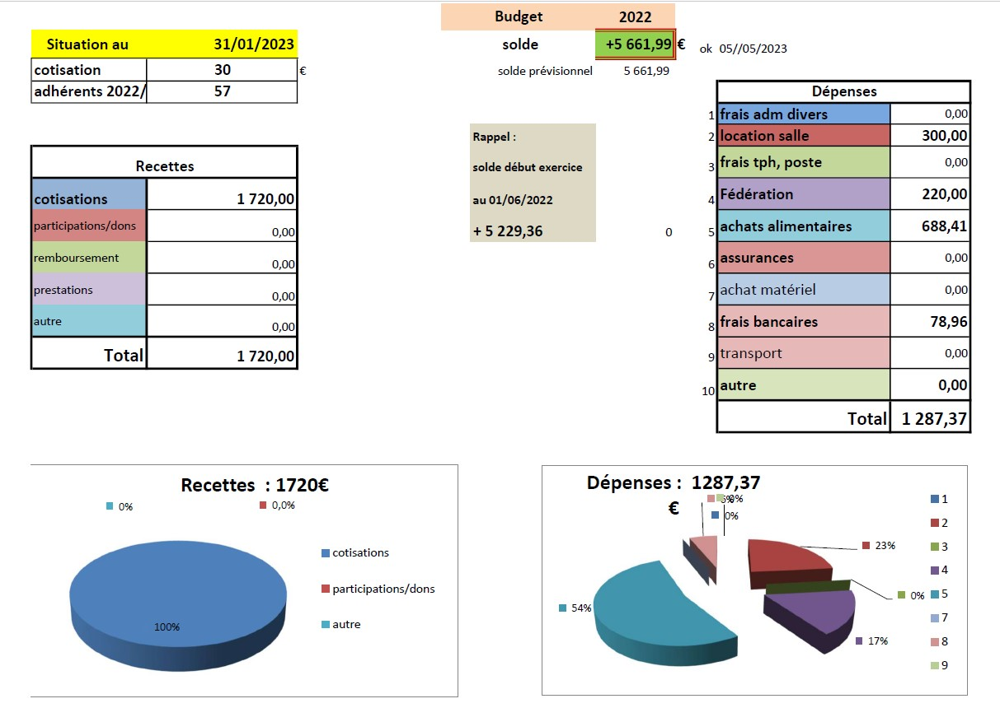 Budget 2022
Situation au 31/01/2023
solde +5 661,99 € ok 05//05/2023
cotisation 30 €
solde prévisionnel 5 661,99
adhérents 2022/ 57
Recettes
cotisations 1 720,00
participations/dons 0,00
remboursement 0,00
prestations 0,00
autre 0,00
Total 1 720,00
Rappel :
solde début exercice
au 01/06/2022
+ 5 229,36 0
Dépenses
1 frais adm divers 0,00
2 location salle 300,00
3 frais tph, poste 0,00
4 Fédération 220,00
5 achats alimentaires 688,41
6 assurances 0,00
7 achat matériel 0,00
8 frais bancaires 78,96
9 transport 0,00
10 autre 0,00
Total 1 287,37
Recettes : 1720€
0% 0,0%
100%
cotisations
participations/dons
autre
Dépenses : 1287,37
€
6% 0%
0%
23%
0%
17%
54%
1
2
3
4
5
7
8
9